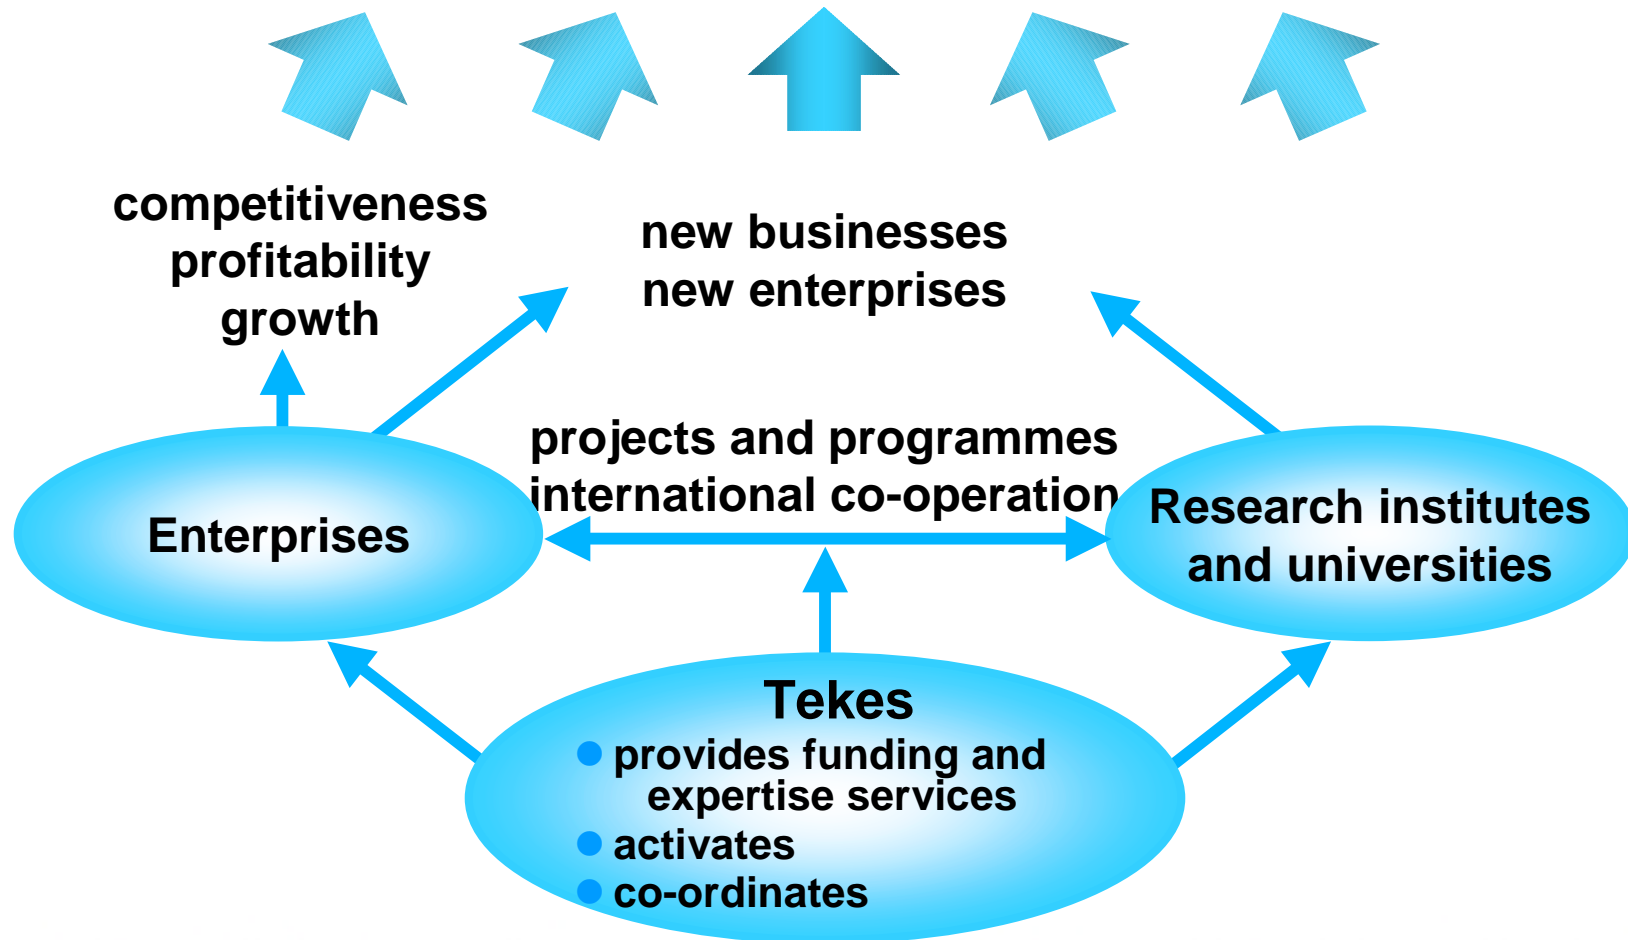 competitiveness
profitability
growth
new businesses
new enterprises
projects and programmes
international co-operation
Enterprises
Research institutes
and universities
Tekes
provides funding and
expertise services
activates
co-ordinates